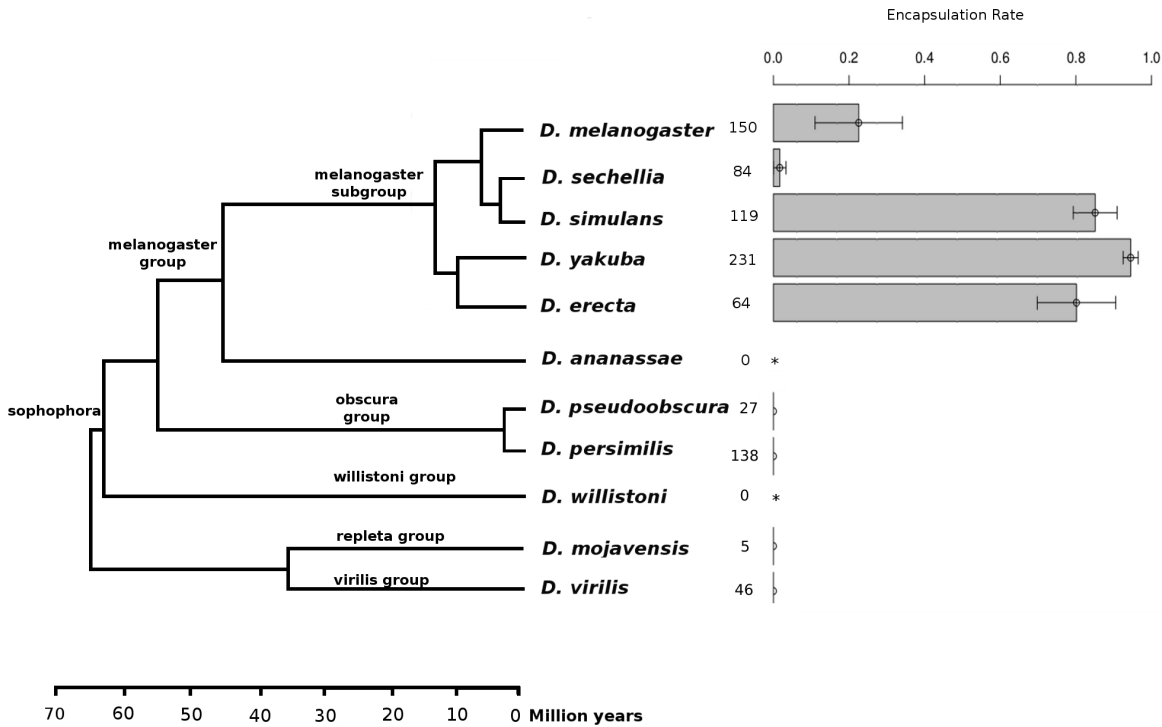 Encapsulation Rate
0.0 0.2 0.4 0.6 0.8 1.0
D. melanogaster 150
melanogaster
subgroup
D. sechellia 84
D. simulans 119
melanogaster
group
D. yakuba 231
D. erecta 64
D. ananassae 0 *
sophophora
obscura
group
D. pseudoobscura 27
D. persimilis 138
willistoni group
D. willistoni 0 *
repleta group
D. mojavensis 5
virilis group
D. virilis 46
70 60 50 40 30 20 10 0 Million years